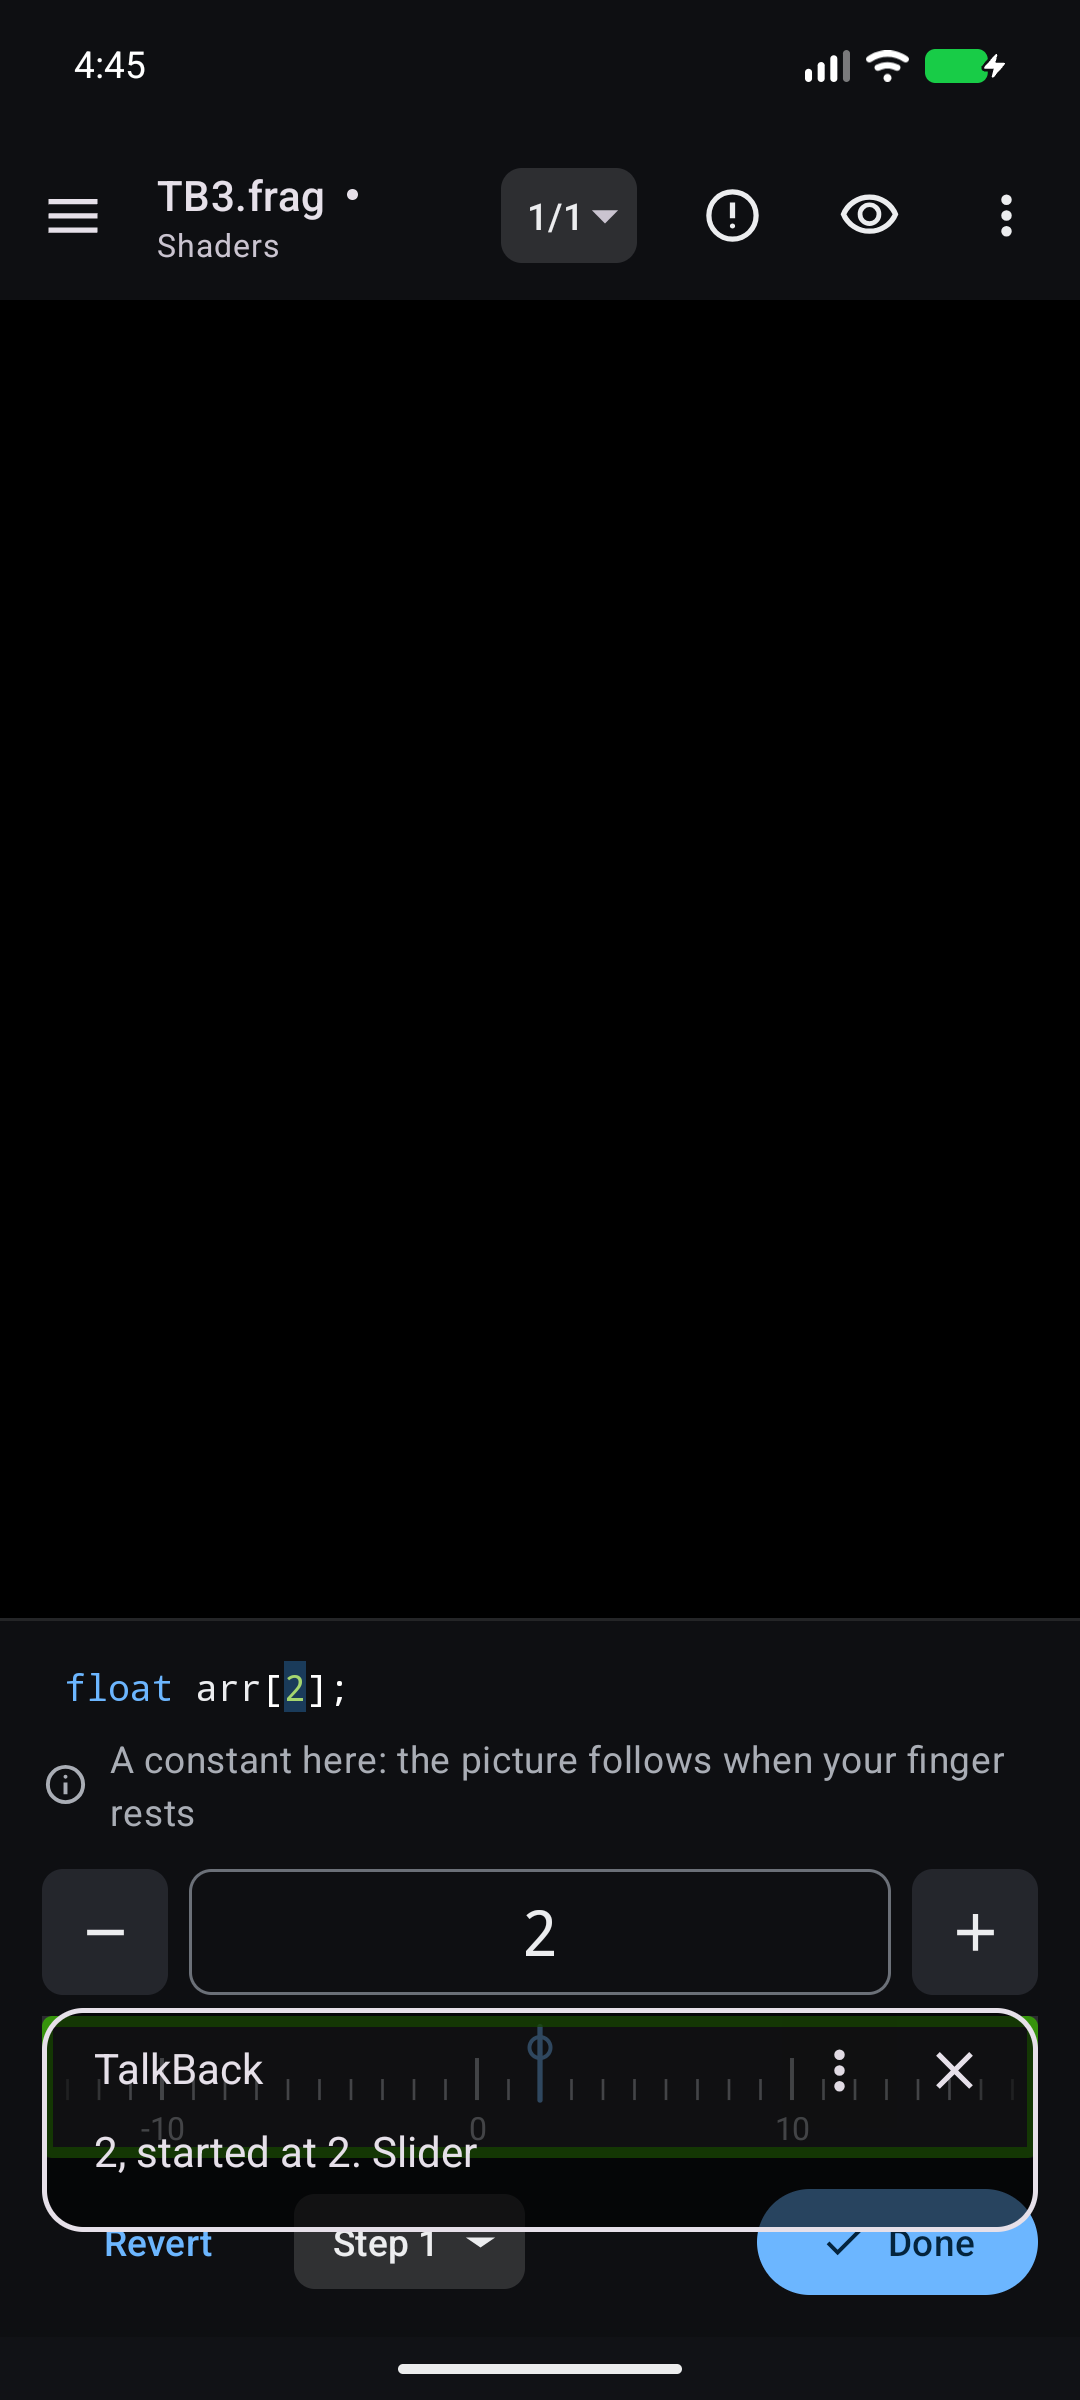 4:45
TB3.frag •
Shaders
1/1
float arr[2];
A constant here: the picture follows when your finger
rests
2
TalkBack
-10
0
10
2, started at 2. Slider
Revert
Step 1
Done